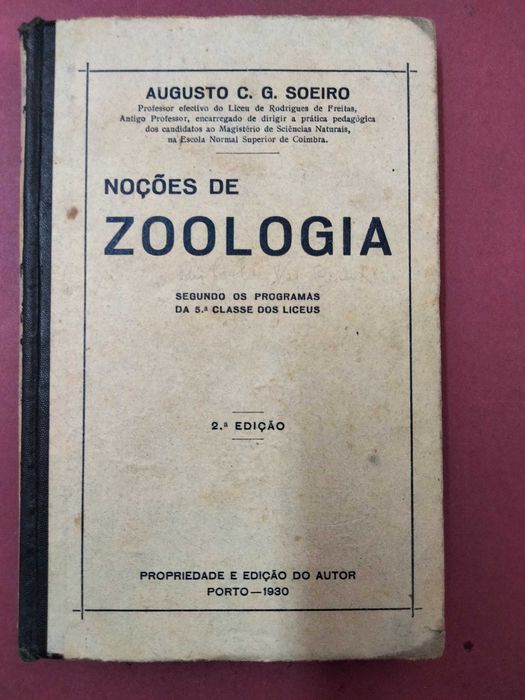 AUGUSTO C. G. SOEIRO
Professor efectivo do Liceu de Rodrigues de Freitas,
Antigo Professor, encarregado de dirigir a prática pedagógica
dos candidatos ao Magistério de Sciências Naturais,
na Escola Normal Superior de Coimbra.
NOÇÕES DE
ZOOLOGIA
SEGUNDO OS PROGRAMAS
DA 5.ª CLASSE DOS LICEUS
2.ª EDIÇÃO
PROPRIEDADE E EDIÇÃO DO AUTOR
PORTO—1930